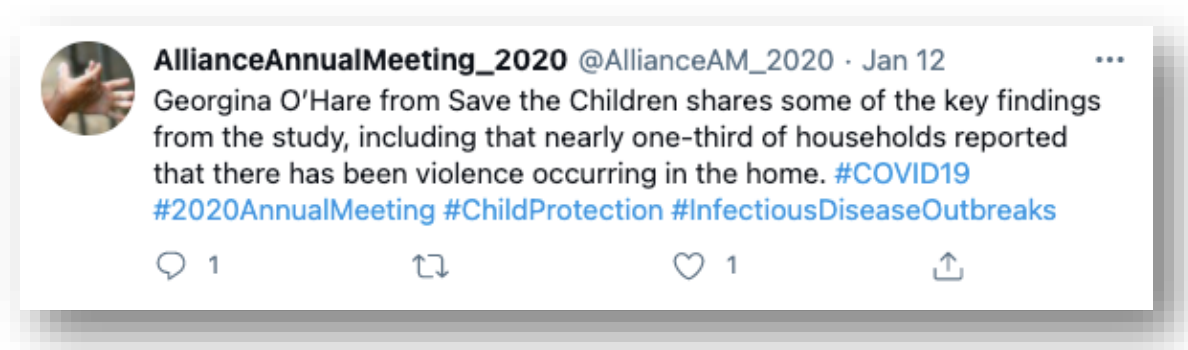 AllianceAnnualMeeting_2020 @AllianceAM_2020 · Jan 12
Georgina O’Hare from Save the Children shares some of the key findings
from the study, including that nearly one-third of households reported
that there has been violence occurring in the home. #COVID19
#2020AnnualMeeting #ChildProtection #InfectiousDiseaseOutbreaks
1 1